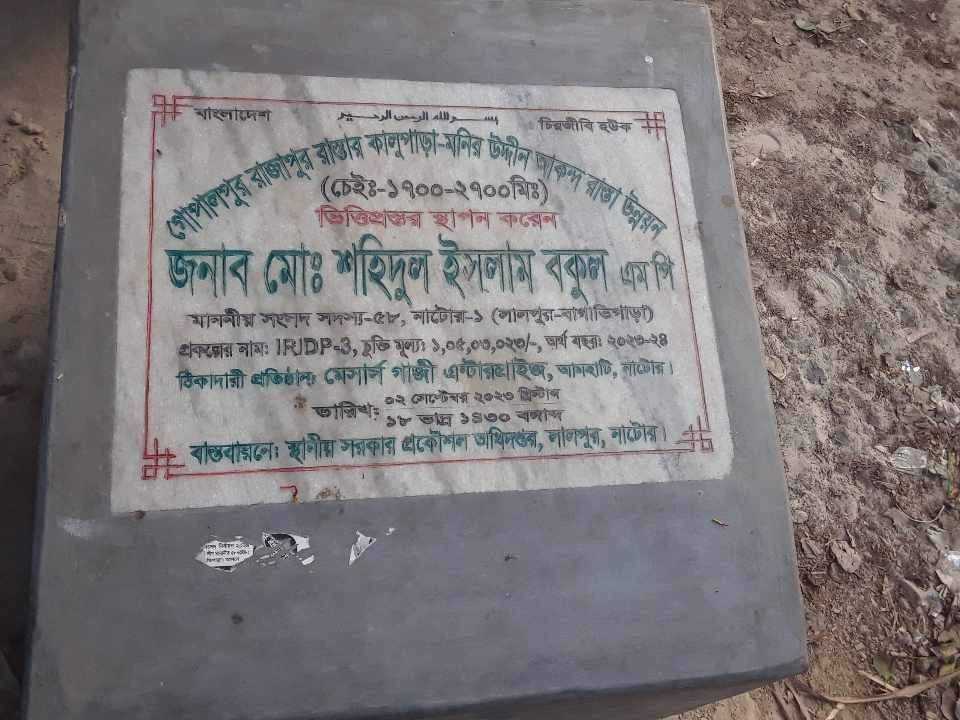 বাংলাদেশ
بسم الله الرحمن الرحيم
চিরজীবি হউক
গোপালপুর রাজাপুর রাস্তার কালুপাড়া-মনির উদ্দীন আকন্দ রাস্তা উন্নয়ন
(চেইঃ-১৭০০-২৭০০মিঃ)
ভিত্তিপ্রস্তর স্থাপন করেন
জনাব মোঃ শহিদুল ইসলাম বকুল এম পি
মাননীয় সংসদ সদস্য-৫৮, নাটোর-১ (লালপুর-বাগাতিপাড়া)
প্রকল্পের নাম: IRIDP-3, চুক্তি মূল্য: ১,০৫,০৩,০২৩/-, অর্থ বছর: ২০২৩-২৪
ঠিকাদারী প্রতিষ্ঠান: মেসার্স গাজী এন্টারপ্রাইজ, আমহাটি, নাটোর।
তারিখ: ০২ সেপ্টেম্বর ২০২৩ খ্রিস্টাব্দ
১৮ ভাদ্র ১৪৩০ বঙ্গাব্দ
বাস্তবায়নে: স্থানীয় সরকার প্রকৌশল অধিদপ্তর, লালপুর, নাটোর।